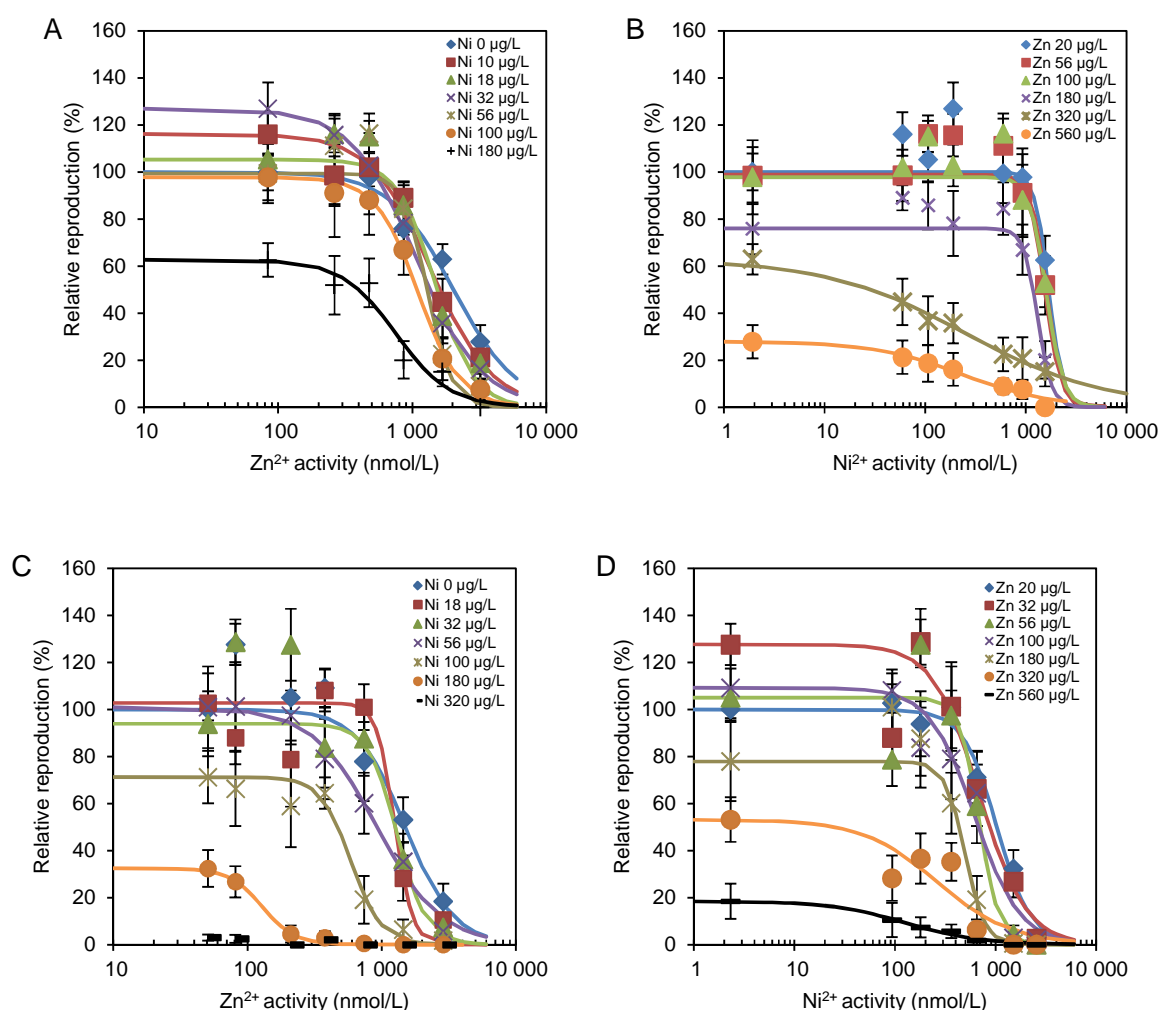 A
Relative reproduction (%)
160
140
120
100
80
60
40
20
0
10
100
1 000
10 000
Zn²⁺ activity (nmol/L)
Ni 0 µg/L
Ni 10 µg/L
Ni 18 µg/L
Ni 32 µg/L
Ni 56 µg/L
Ni 100 µg/L
Ni 180 µg/L
B
Relative reproduction (%)
160
140
120
100
80
60
40
20
0
1
10
100
1 000
10 000
Ni²⁺ activity (nmol/L)
Zn 20 µg/L
Zn 56 µg/L
Zn 100 µg/L
Zn 180 µg/L
Zn 320 µg/L
Zn 560 µg/L
C
Relative reproduction (%)
160
140
120
100
80
60
40
20
0
10
100
1 000
10 000
Zn²⁺ activity (nmol/L)
Ni 0 µg/L
Ni 18 µg/L
Ni 32 µg/L
Ni 56 µg/L
Ni 100 µg/L
Ni 180 µg/L
Ni 320 µg/L
D
Relative reproduction (%)
160
140
120
100
80
60
40
20
0
1
10
100
1 000
10 000
Ni²⁺ activity (nmol/L)
Zn 20 µg/L
Zn 32 µg/L
Zn 56 µg/L
Zn 100 µg/L
Zn 180 µg/L
Zn 320 µg/L
Zn 560 µg/L